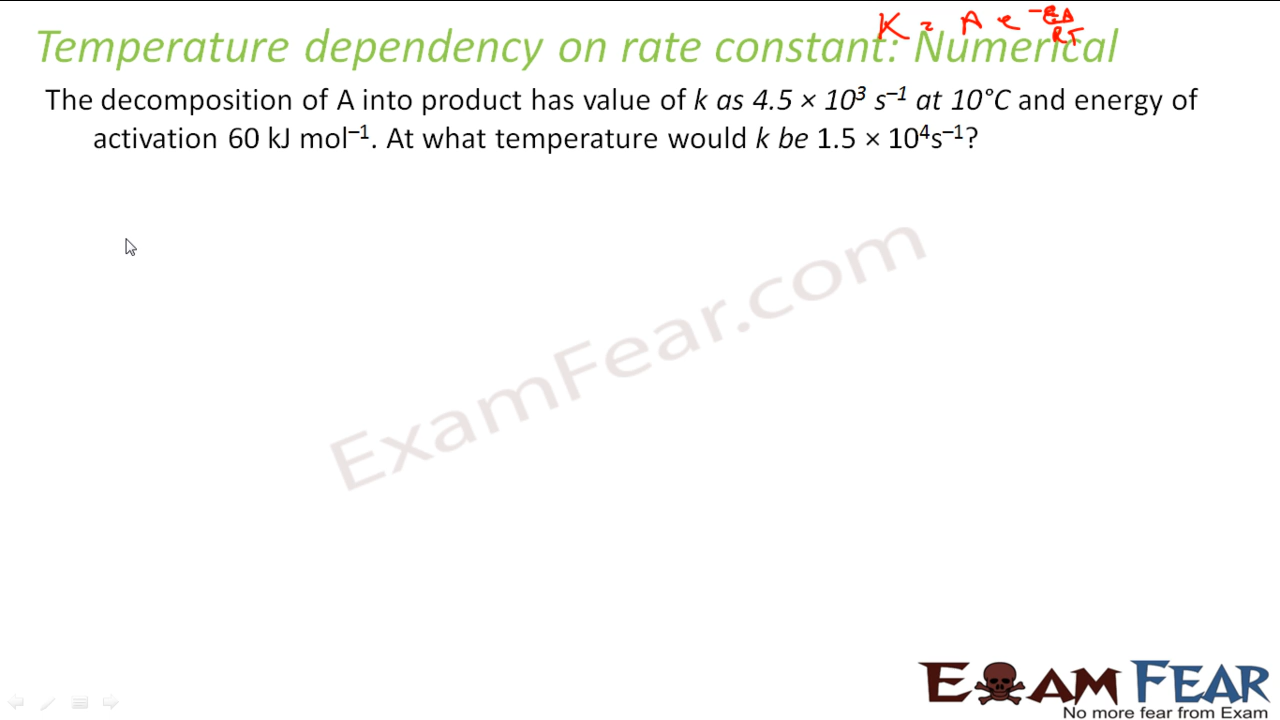 K = A e^-EA/RT
Temperature dependency on rate constant: Numerical
The decomposition of A into product has value of k as 4.5 × 10³ s⁻¹ at 10°C and energy of
activation 60 kJ mol⁻¹. At what temperature would k be 1.5 × 10⁴s⁻¹?
ExamFear.com
EXAM FEAR
No more fear from Exam